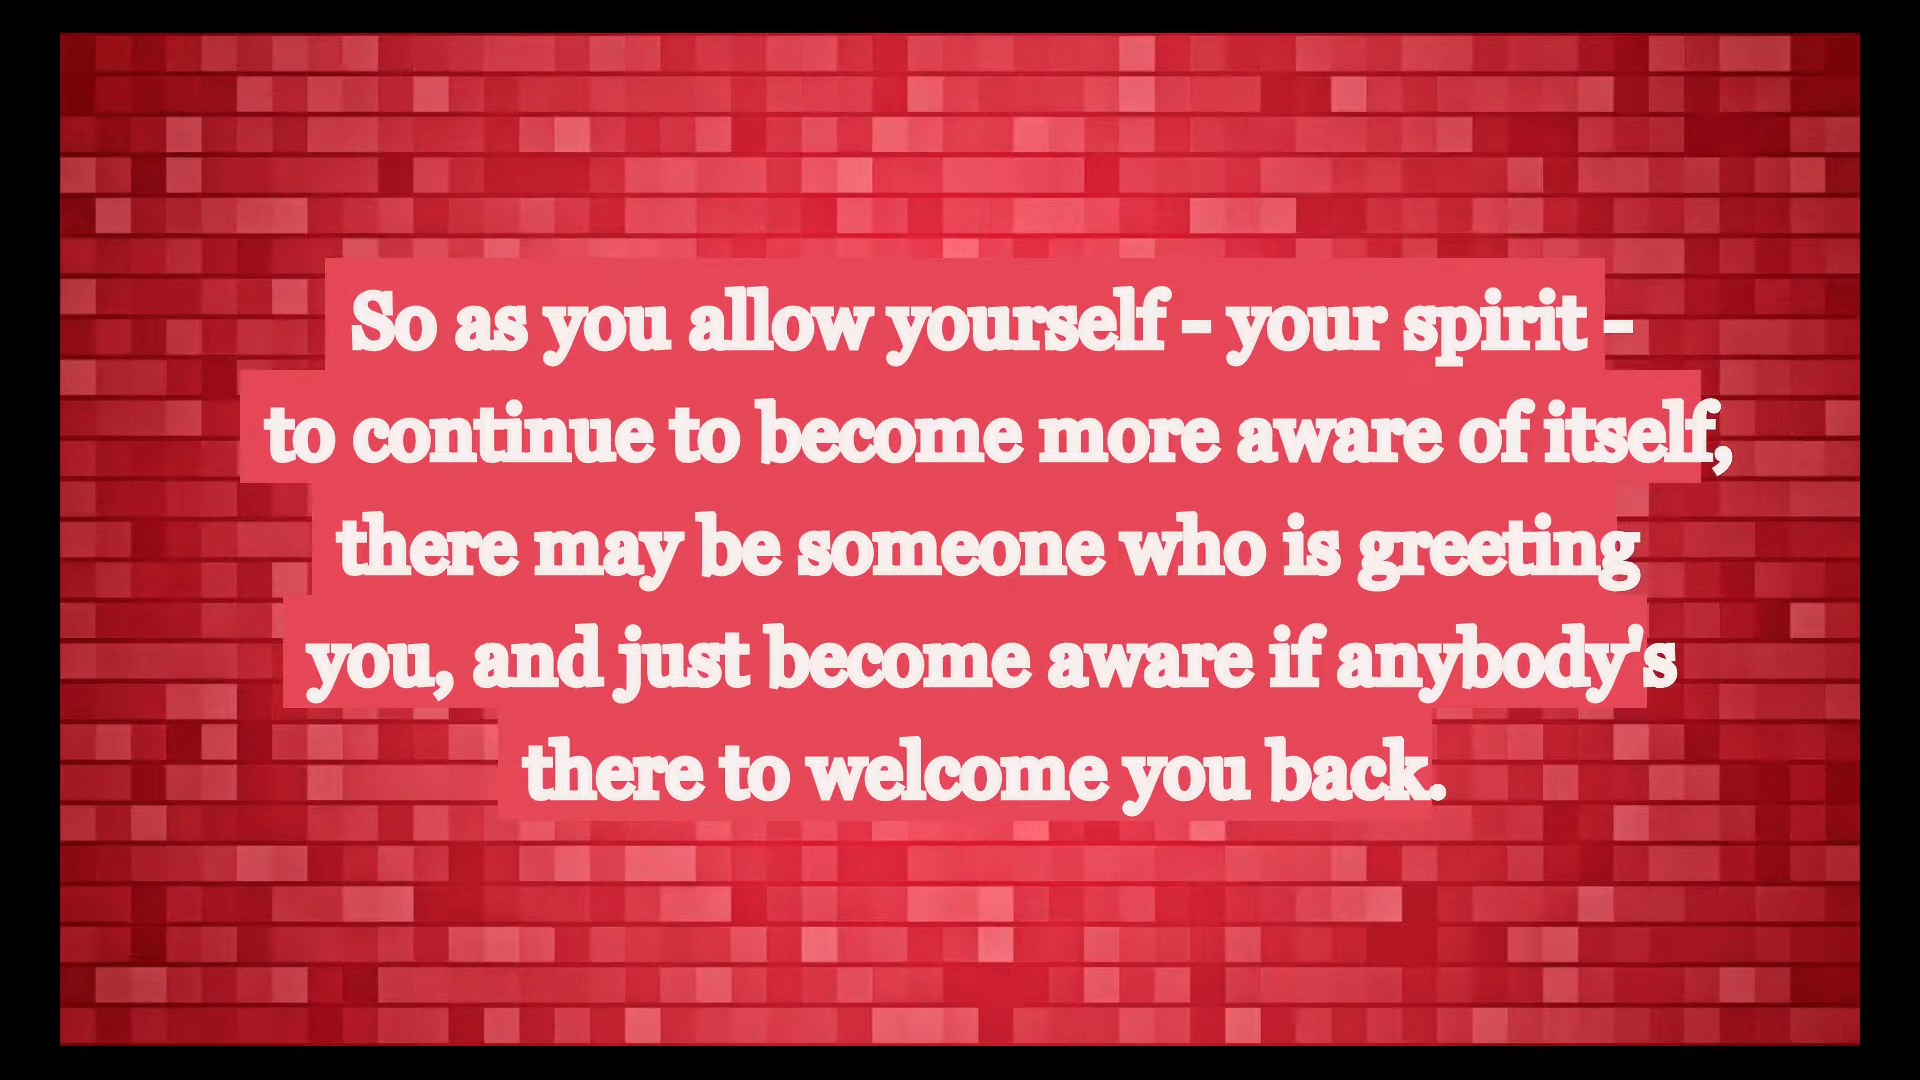 So as you allow yourself - your spirit -
to continue to become more aware of itself,
there may be someone who is greeting
you, and just become aware if anybody's
there to welcome you back.